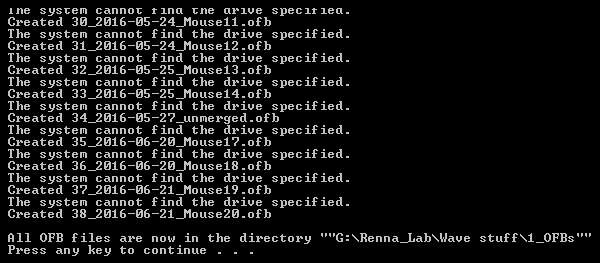 The system cannot find the drive specified.
Created 30_2016-05-24_Mouse11.ofb
The system cannot find the drive specified.
Created 31_2016-05-24_Mouse12.ofb
The system cannot find the drive specified.
Created 32_2016-05-25_Mouse13.ofb
The system cannot find the drive specified.
Created 33_2016-05-25_Mouse14.ofb
The system cannot find the drive specified.
Created 34_2016-05-27_unmerged.ofb
The system cannot find the drive specified.
Created 35_2016-06-20_Mouse17.ofb
The system cannot find the drive specified.
Created 36_2016-06-20_Mouse18.ofb
The system cannot find the drive specified.
Created 37_2016-06-21_Mouse19.ofb
The system cannot find the drive specified.
Created 38_2016-06-21_Mouse20.ofb
All OFB files are now in the directory ""G:\Renna_Lab\Wave stuff\1_OFBs""
Press any key to continue . . .